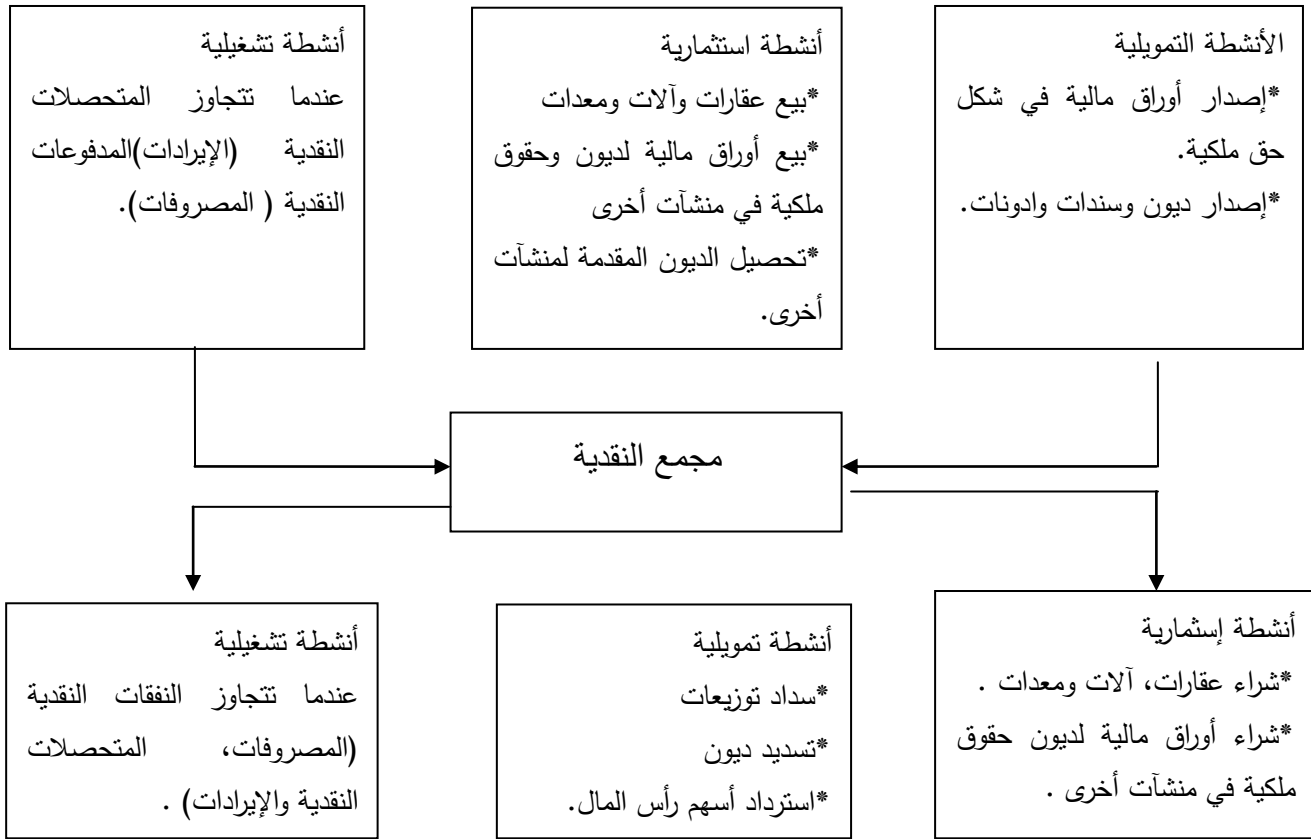 الأنشطة التمويلية
*إصدار أوراق مالية في شكل
حق ملكية.
*إصدار ديون وسندات وادونات.
أنشطة استثمارية
*بيع عقارات وآلات ومعدات
*بيع أوراق مالية لديون وحقوق
ملكية في منشآت أخرى
*تحصيل الديون المقدمة لمنشآت
أخرى.
أنشطة تشغيلية
عندما تتجاوز المتحصلات
النقدية (الإيرادات)المدفوعات
النقدية ( المصروفات).
مجمع النقدية
أنشطة إسثمارية
*شراء عقارات، آلات ومعدات .
*شراء أوراق مالية لديون حقوق
ملكية في منشآت أخرى .
أنشطة تمويلية
*سداد توزيعات
*تسديد ديون
*استرداد أسهم رأس المال.
أنشطة تشغيلية
عندما تتجاوز النفقات النقدية
(المصروفات، المتحصلات
النقدية والإيرادات) .